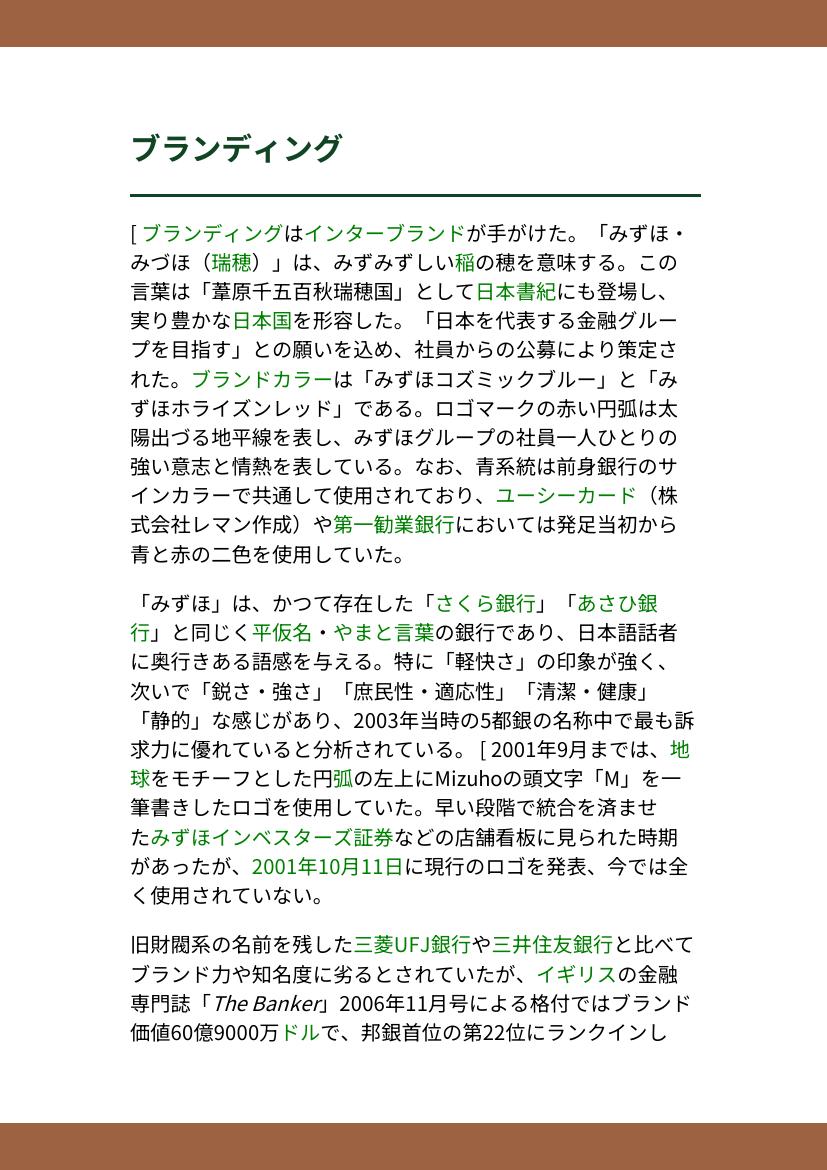 ブランディング
[ ブランディングはインターブランドが手がけた。「みずほ・
みづほ（瑞穂）」は、みずみずしい稲の穂を意味する。この
言葉は「葦原千五百秋瑞穂国」として日本書紀にも登場し、
実り豊かな日本国を形容した。「日本を代表する金融グルー
プを目指す」との願いを込め、社員からの公募により策定さ
れた。ブランドカラーは「みずほコズミックブルー」と「み
ずほホライズンレッド」である。ロゴマークの赤い円弧は太
陽出づる地平線を表し、みずほグループの社員一人ひとりの
強い意志と情熱を表している。なお、青系統は前身銀行のサ
インカラーで共通して使用されており、ユーシーカード（株
式会社レマン作成）や第一勧業銀行においては発足当初から
青と赤の二色を使用していた。
「みずほ」は、かつて存在した「さくら銀行」「あさひ銀
行」と同じく平仮名・やまと言葉の銀行であり、日本語話者
に奥行きある語感を与える。特に「軽快さ」の印象が強く、
次いで「鋭さ・強さ」「庶民性・適応性」「清潔・健康」
「静的」な感じがあり、2003年当時の5都銀の名称中で最も訴
求力に優れていると分析されている。 [ 2001年9月までは、地
球をモチーフとした円弧の左上にMizuhoの頭文字「M」を一
筆書きしたロゴを使用していた。早い段階で統合を済ませ
たみずほインベスターズ証券などの店舗看板に見られた時期
があったが、2001年10月11日に現行のロゴを発表、今では全
く使用されていない。
旧財閥系の名前を残した三菱UFJ銀行や三井住友銀行と比べて
ブランド力や知名度に劣るとされていたが、イギリスの金融
専門誌「The Banker」2006年11月号による格付ではブランド
価値60億9000万ドルで、邦銀首位の第22位にランクインし